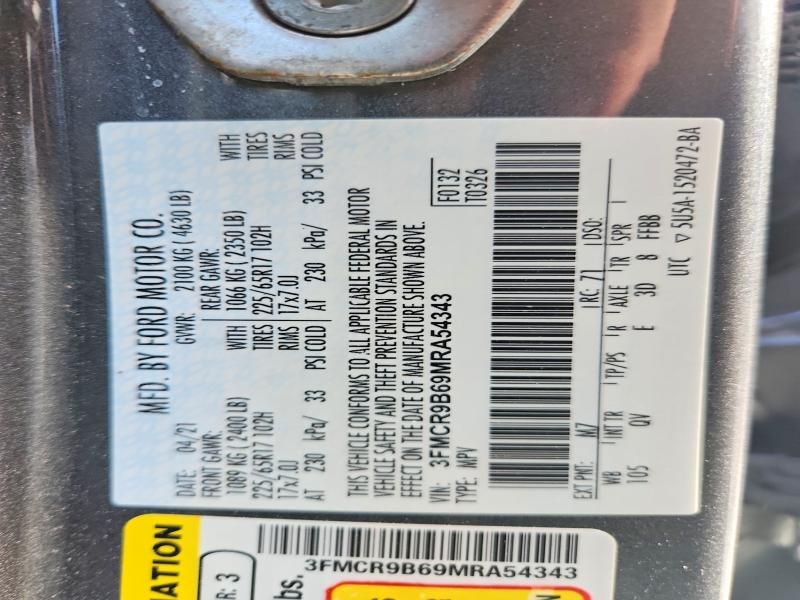 MFD. BY FORD MOTOR CO.
DATE: 04/21 GVWR: 2100 KG ( 4630 LB)
FRONT GAWR: REAR GAWR:
1089 KG ( 2400 LB) WITH 1066 KG ( 2350 LB) WITH
225/65R17 102H TIRES 225/65R17 102H TIRES
17x7.0J RIMS 17x7.0J RIMS
AT 230 kPa/ 33 PSI COLD AT 230 kPa/ 33 PSI COLD
THIS VEHICLE CONFORMS TO ALL APPLICABLE FEDERAL MOTOR
VEHICLE SAFETY AND THEFT PREVENTION STANDARDS IN
EFFECT ON THE DATE OF MANUFACTURE SHOWN ABOVE.
VIN: 3FMCR9B69MRA54343 F0132
TYPE: MPV T0326
EXT PNT: M7 RC: 71 DSO:
WB INT TR TP/PS R AXLE TR SPR
105 QV E 3D 8 FFBB
UTC ▽ 5U5A-1520472-BA
3FMCR9B69MRA54343
R: 3
bs.